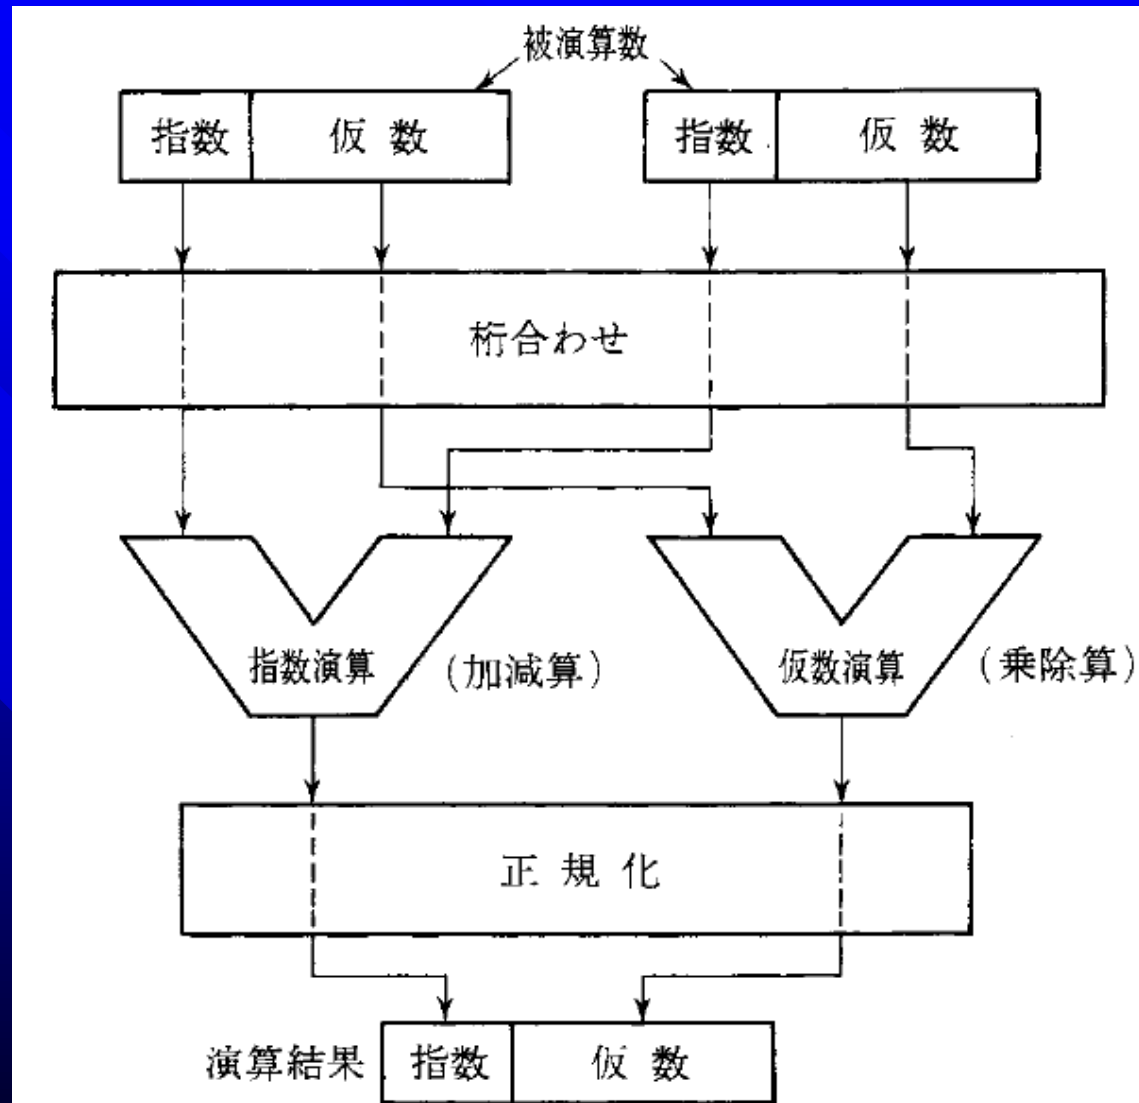 被演算数
指数 仮数 指数 仮数
桁合わせ
指数演算 (加減算) 仮数演算 (乗除算)
正規化
演算結果 指数 仮数